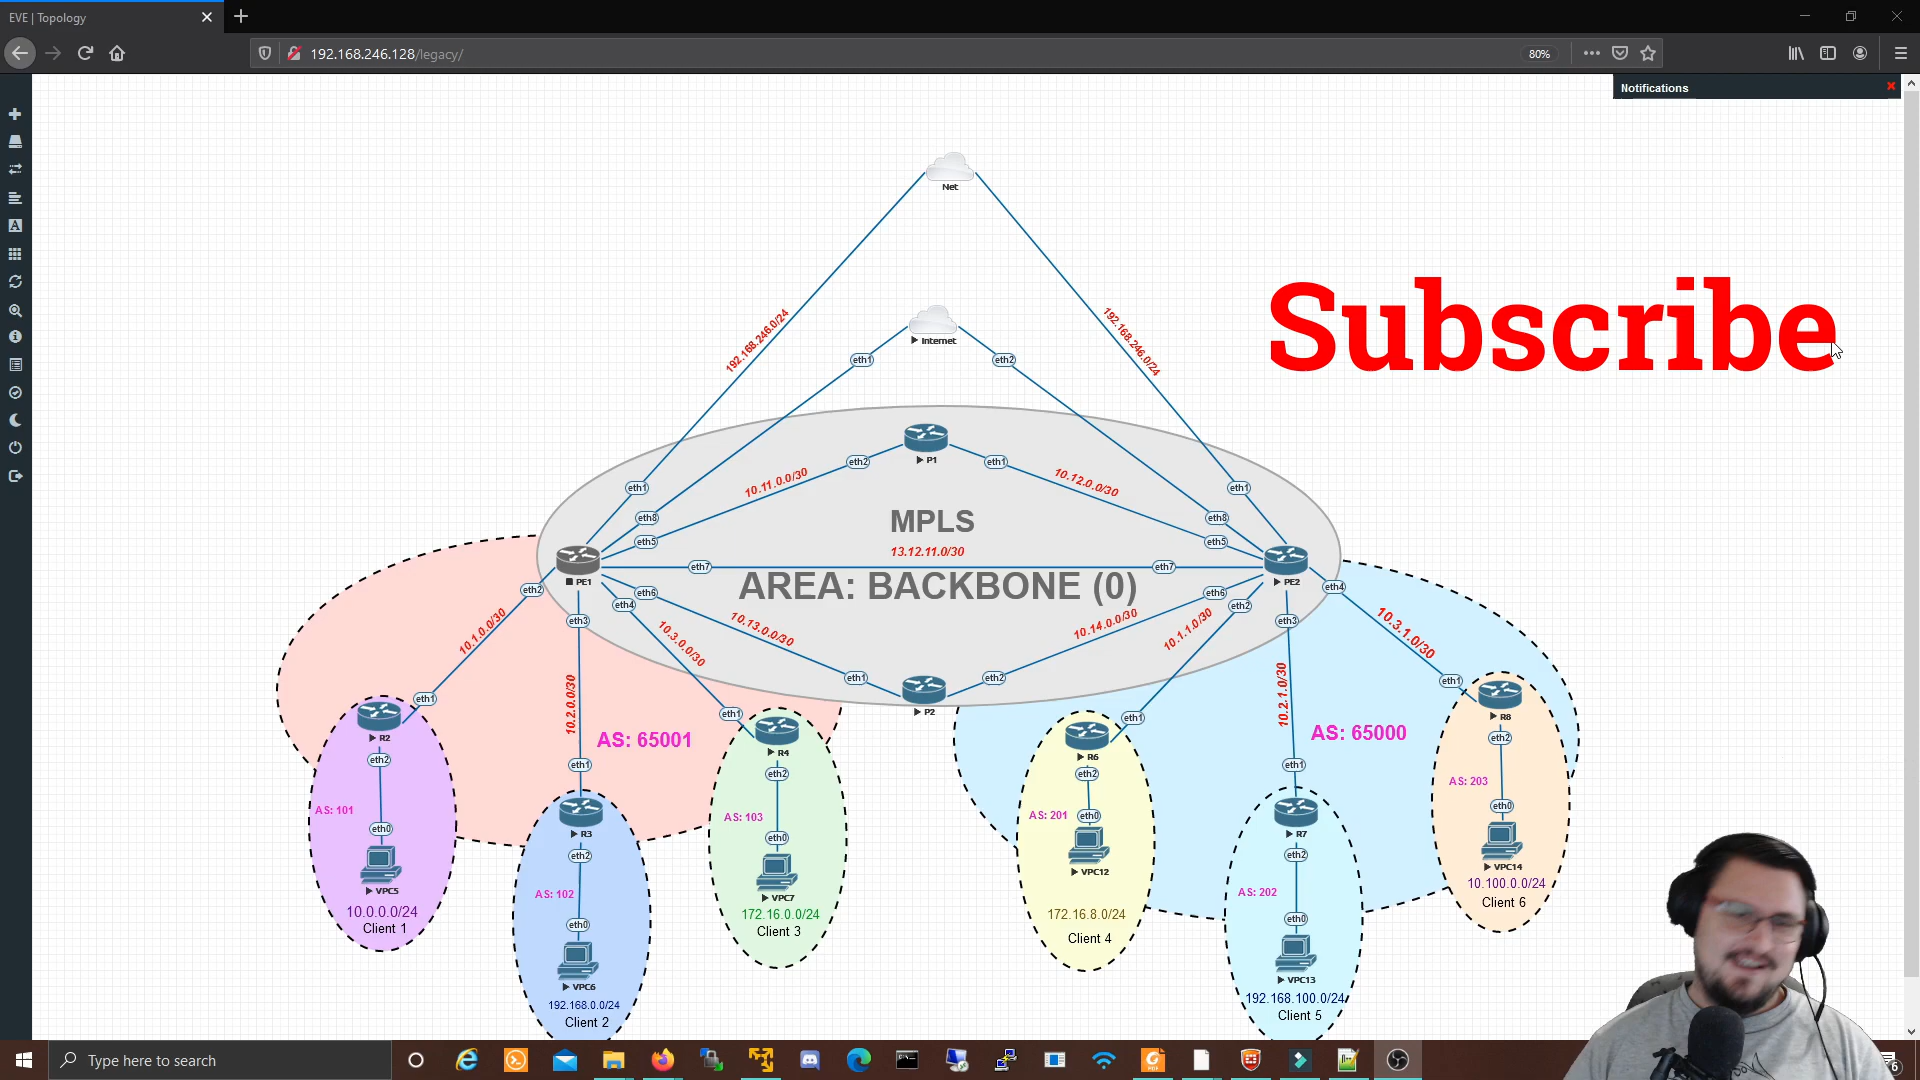 EVE | Topology
192.168.246.128/legacy/
80%
Notifications
Net
192.168.246.0/24
192.168.246.0/24
Subscribe
Internet
eth1
eth2
P1
eth2
eth1
10.11.0.0/30
10.12.0.0/30
eth1
eth1
eth8
eth8
MPLS
eth5
eth5
13.12.11.0/30
PE1
eth7
eth7
PE2
AREA: BACKBONE (0)
eth2
eth6
eth6
eth4
eth4
eth2
eth3
eth3
10.1.0.0/30
10.3.0.0/30
10.13.0.0/30
10.14.0.0/30
10.1.1.0/30
10.3.1.0/30
eth1
eth2
eth1
10.2.0.0/30
10.2.1.0/30
eth1
eth1
eth1
P2
R8
AS: 65001
AS: 65000
R2
R4
R6
eth2
eth2
eth1
eth1
eth2
eth2
AS: 203
eth0
AS: 101
AS: 103
AS: 201
eth0
eth0
R3
eth0
R7
eth2
eth2
VPC14
VPC5
VPC7
VPC12
10.100.0.0/24
AS: 102
AS: 202
Client 6
10.0.0.0/24
172.16.0.0/24
172.16.8.0/24
Client 1
Client 3
Client 4
eth0
eth0
VPC6
VPC13
192.168.0.0/24
192.168.100.0/24
Client 2
Client 5
Type here to search
6